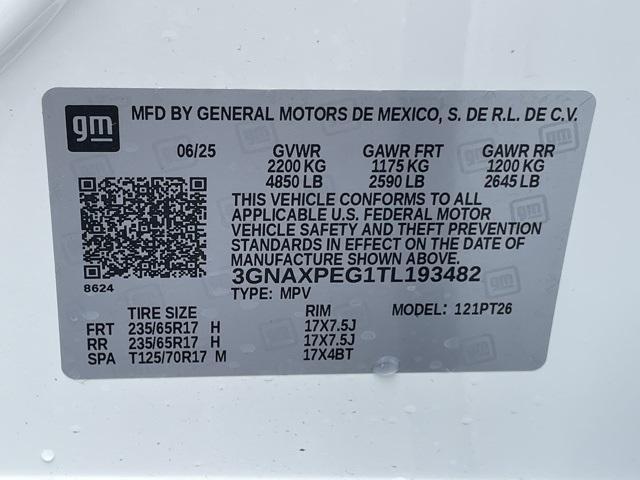 gm
MFD BY GENERAL MOTORS DE MEXICO, S. DE R.L. DE C.V.
06/25 GVWR GAWR FRT GAWR RR
2200 KG 1175 KG 1200 KG
4850 LB 2590 LB 2645 LB
THIS VEHICLE CONFORMS TO ALL
APPLICABLE U.S. FEDERAL MOTOR
VEHICLE SAFETY AND THEFT PREVENTION
STANDARDS IN EFFECT ON THE DATE OF
MANUFACTURE SHOWN ABOVE.
3GNAXPEG1TL193482
8624
TYPE: MPV
TIRE SIZE RIM MODEL: 121PT26
FRT 235/65R17 H 17X7.5J
RR 235/65R17 H 17X7.5J
SPA T125/70R17 M 17X4BT